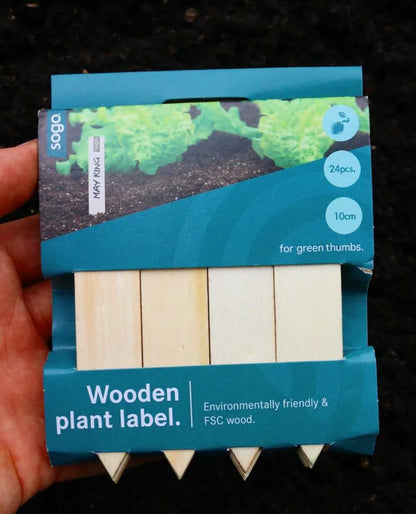 sogo.
MAY KING
24pcs.
10cm
for green thumbs.
Wooden
plant label.
Environmentally friendly &
FSC wood.